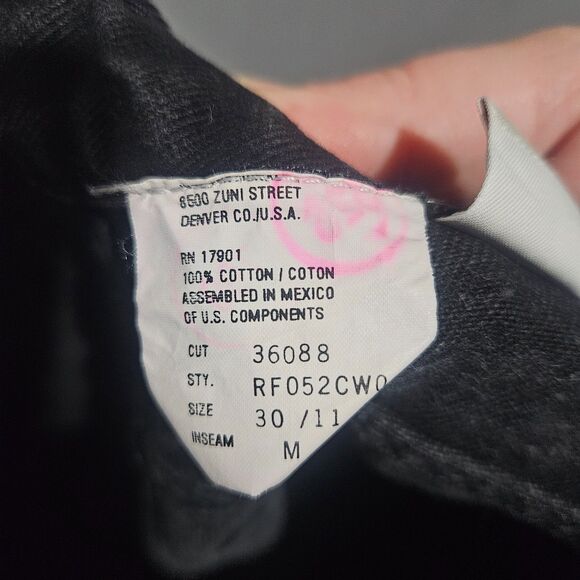 8500 ZUNI STREET
DENVER CO./U.S.A.
RN 17901
100% COTTON / COTON
ASSEMBLED IN MEXICO
OF U.S. COMPONENTS
CUT 36088
STY. RF052CWO
SIZE 30 /11
INSEAM M